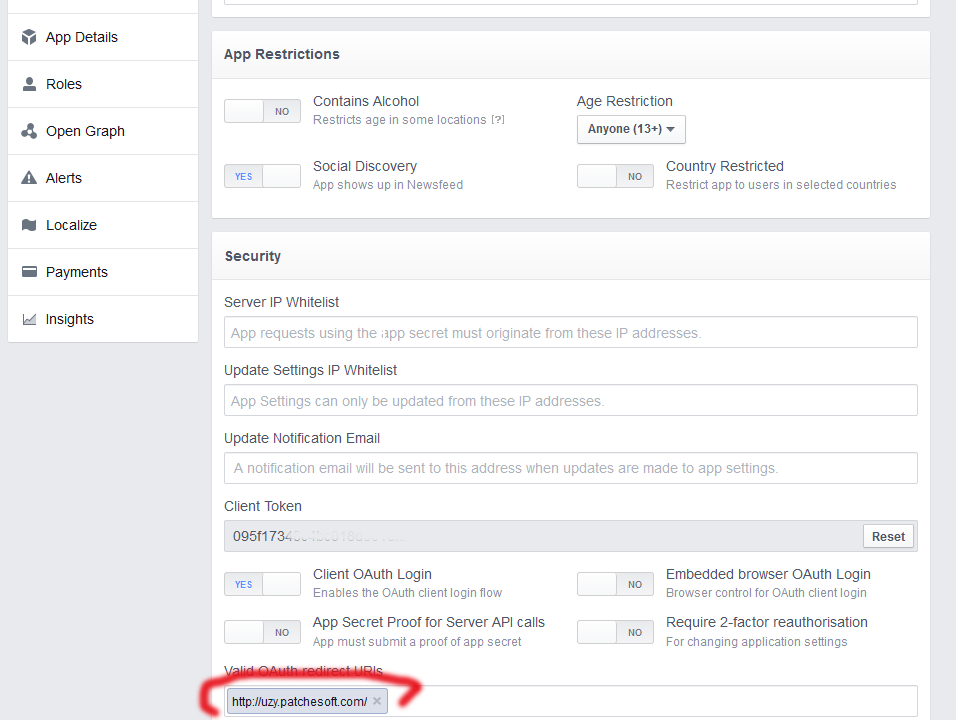 App Details
Roles
Open Graph
Alerts
Localize
Payments
Insights
App Restrictions
NO
Contains Alcohol
Restricts age in some locations [?]
Age Restriction
Anyone (13+)
YES
Social Discovery
App shows up in Newsfeed
NO
Country Restricted
Restrict app to users in selected countries
Security
Server IP Whitelist
App requests using the app secret must originate from these IP addresses.
Update Settings IP Whitelist
App Settings can only be updated from these IP addresses.
Update Notification Email
A notification email will be sent to this address when updates are made to app settings.
Client Token
Reset
YES
Client OAuth Login
Enables the OAuth client login flow
NO
Embedded browser OAuth Login
Browser control for OAuth client login
NO
App Secret Proof for Server API calls
App must submit a proof of app secret
NO
Require 2-factor reauthorisation
For changing application settings
Valid OAuth redirect URIs
http://uzy.patchesoft.com/ ×